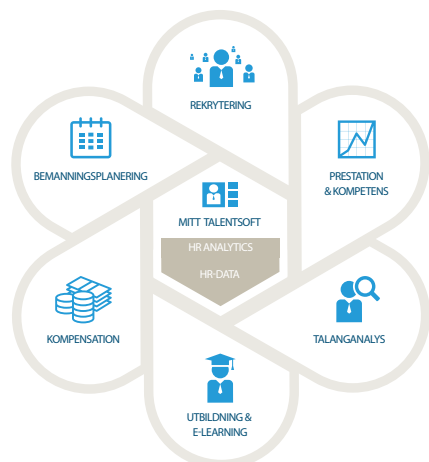 REKRYTERING
BEMANNINGSPLANERING
PRESTATION
& KOMPETENS
MITT TALENTSOFT
HR ANALYTICS
HR-DATA
KOMPENSATION
TALANGANALYS
UTBILDNING &
E-LEARNING